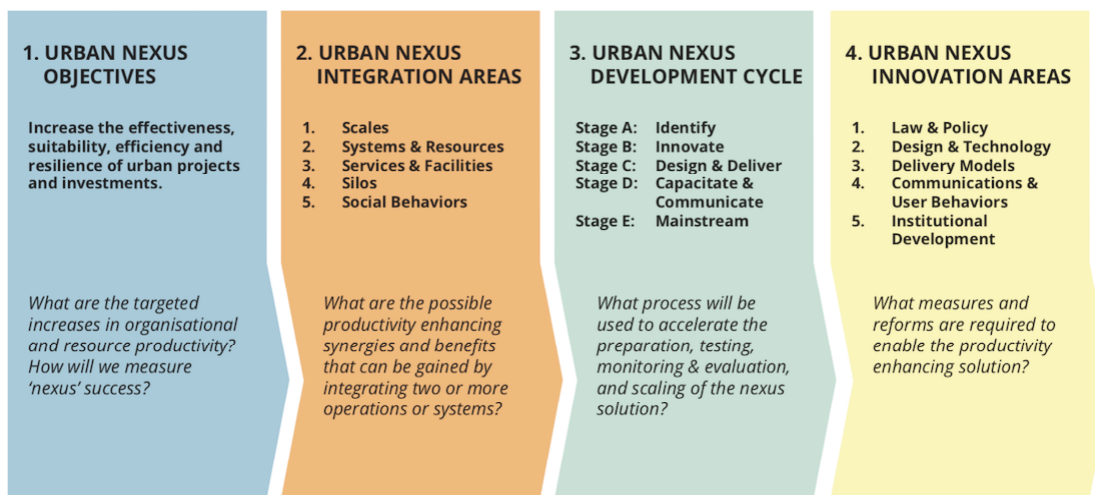 1. URBAN NEXUS
OBJECTIVES
Increase the effectiveness,
suitability, efficiency and
resilience of urban projects
and investments.
What are the targeted
increases in organisational
and resource productivity?
How will we measure
‘nexus’ success?
2. URBAN NEXUS
INTEGRATION AREAS
1. Scales
2. Systems & Resources
3. Services & Facilities
4. Silos
5. Social Behaviors
What are the possible
productivity enhancing
synergies and benefits
that can be gained by
integrating two or more
operations or systems?
3. URBAN NEXUS
DEVELOPMENT CYCLE
Stage A: Identify
Stage B: Innovate
Stage C: Design & Deliver
Stage D: Capacitate &
Communicate
Stage E: Mainstream
What process will be
used to accelerate the
preparation, testing,
monitoring & evaluation,
and scaling of the nexus
solution?
4. URBAN NEXUS
INNOVATION AREAS
1. Law & Policy
2. Design & Technology
3. Delivery Models
4. Communications &
User Behaviors
5. Institutional
Development
What measures and
reforms are required to
enable the productivity
enhancing solution?